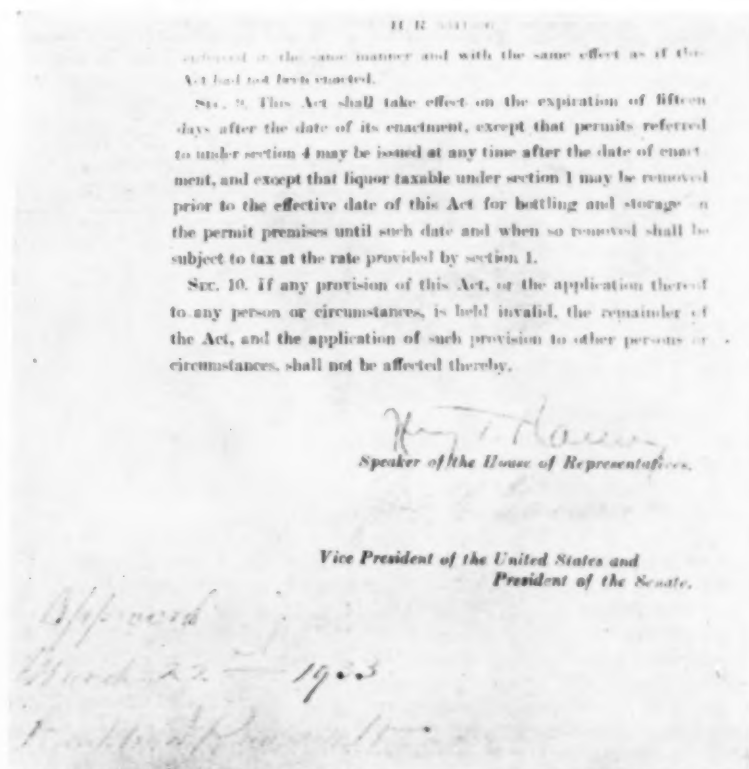 H R
in the same manner and with the same effect as if this
Act had not been enacted.
SEC. 9. This Act shall take effect on the expiration of fifteen
days after the date of its enactment, except that permits referred
to under section 4 may be issued at any time after the date of enact-
ment, and except that liquor taxable under section 1 may be removed
prior to the effective date of this Act for bottling and storage on
the permit premises until such date and when so removed shall be
subject to tax at the rate provided by section 1.
SEC. 10. If any provision of this Act, or the application thereof
to any person or circumstances, is held invalid, the remainder of
the Act, and the application of such provision to other persons or
circumstances, shall not be affected thereby.
Speaker of the House of Representatives.
Vice President of the United States and
President of the Senate.
Approved
March 22 — 1933
Franklin D Roosevelt